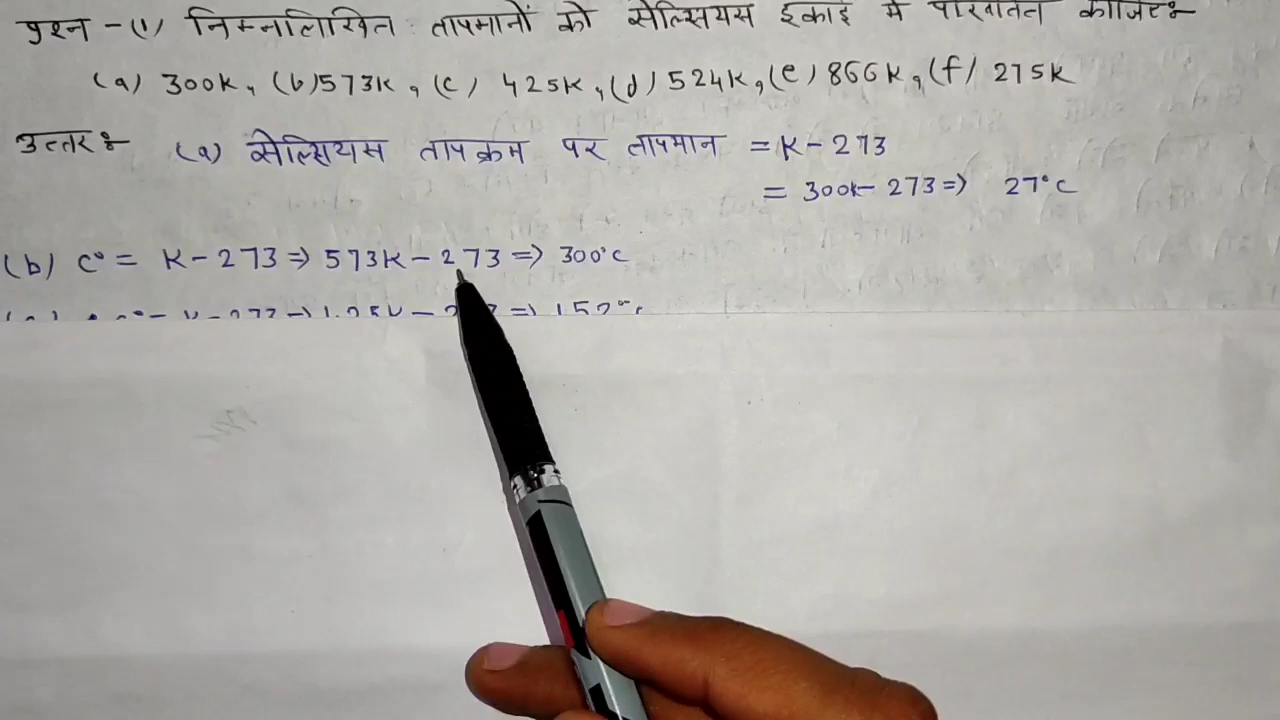 प्रश्न -(1) निम्नलिखित तापमानों को सेल्सियस इकाई में परिवर्तित कीजिए:-
(a) 300K, (b) 573K, (c) 425K, (d) 524K, (e) 866K, (f) 275K
उत्तर:- (a) सेल्सियस तापक्रम पर तापमान = K - 273
= 300K - 273 => 27°C
(b) C° = K - 273 => 573K - 273 => 300°C